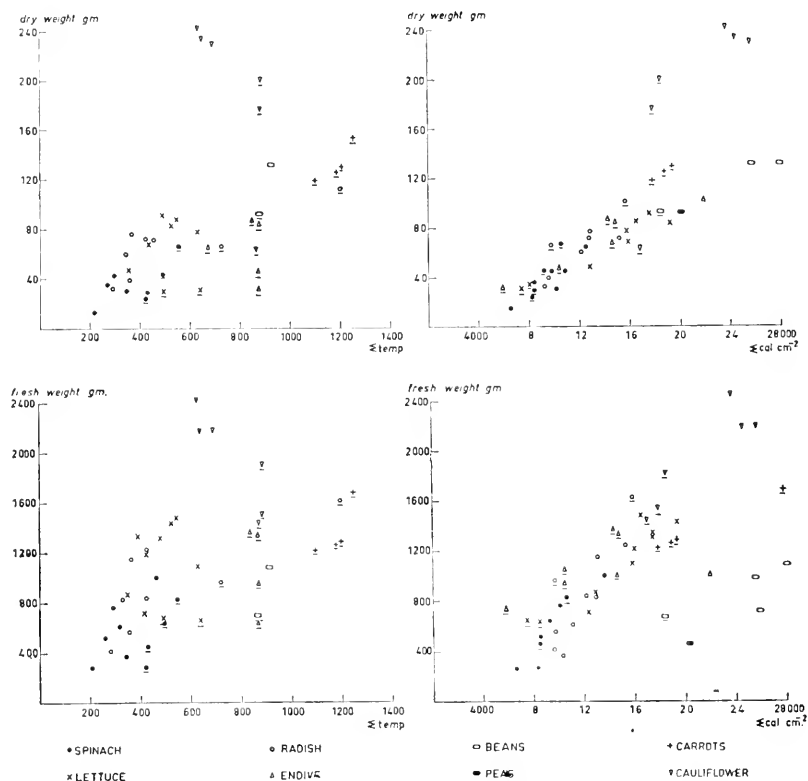 dry weight gm
240
200
160
120
80
40
200 400 600 800 1000 1200 1400
Σtemp
dry weight gm
240
200
160
120
80
40
4000 8 12 16 20 24 28000
Σcal cm-2
fresh weight gm.
2400
2000
1600
1200
800
400
200 400 600 800 1000 1200 1400
Σtemp
fresh weight gm
2400
2000
1600
1200
800
400
4000 8 12 16 20 24 28000
Σcal cm-2
SPINACH
RADISH
BEANS
CARROTS
LETTUCE
ENDIVE
PEAS
CAULIFLOWER